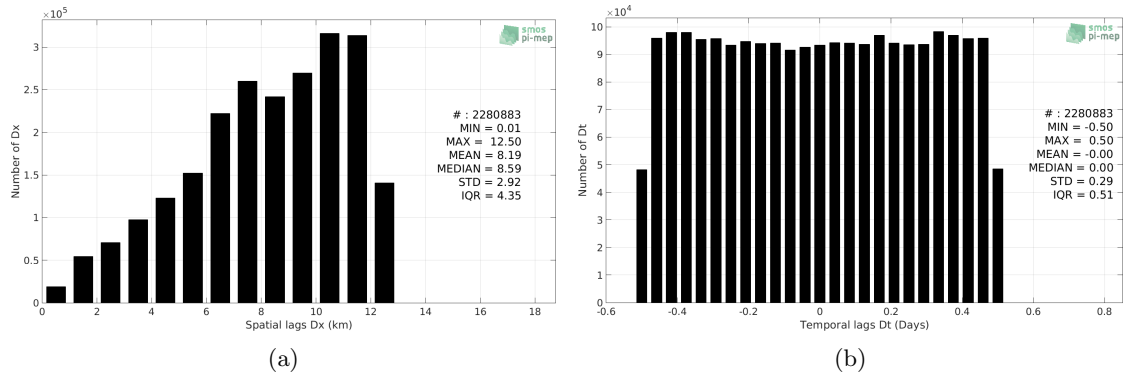 ×10^5
3
2.5
2
1.5
1
0.5
0
Number of Dx
0 2 4 6 8 10 12 14 16 18
Spatial lags Dx (km)
smos
pi-mep
# : 2280883
MIN = 0.01
MAX = 12.50
MEAN = 8.19
MEDIAN = 8.59
STD = 2.92
IQR = 4.35
(a)
×10^4
10
9
8
7
6
5
4
3
2
1
0
Number of Dt
-0.6 -0.4 -0.2 0 0.2 0.4 0.6 0.8
Temporal lags Dt (Days)
smos
pi-mep
# : 2280883
MIN = -0.50
MAX = 0.50
MEAN = -0.00
MEDIAN = 0.00
STD = 0.29
IQR = 0.51
(b)